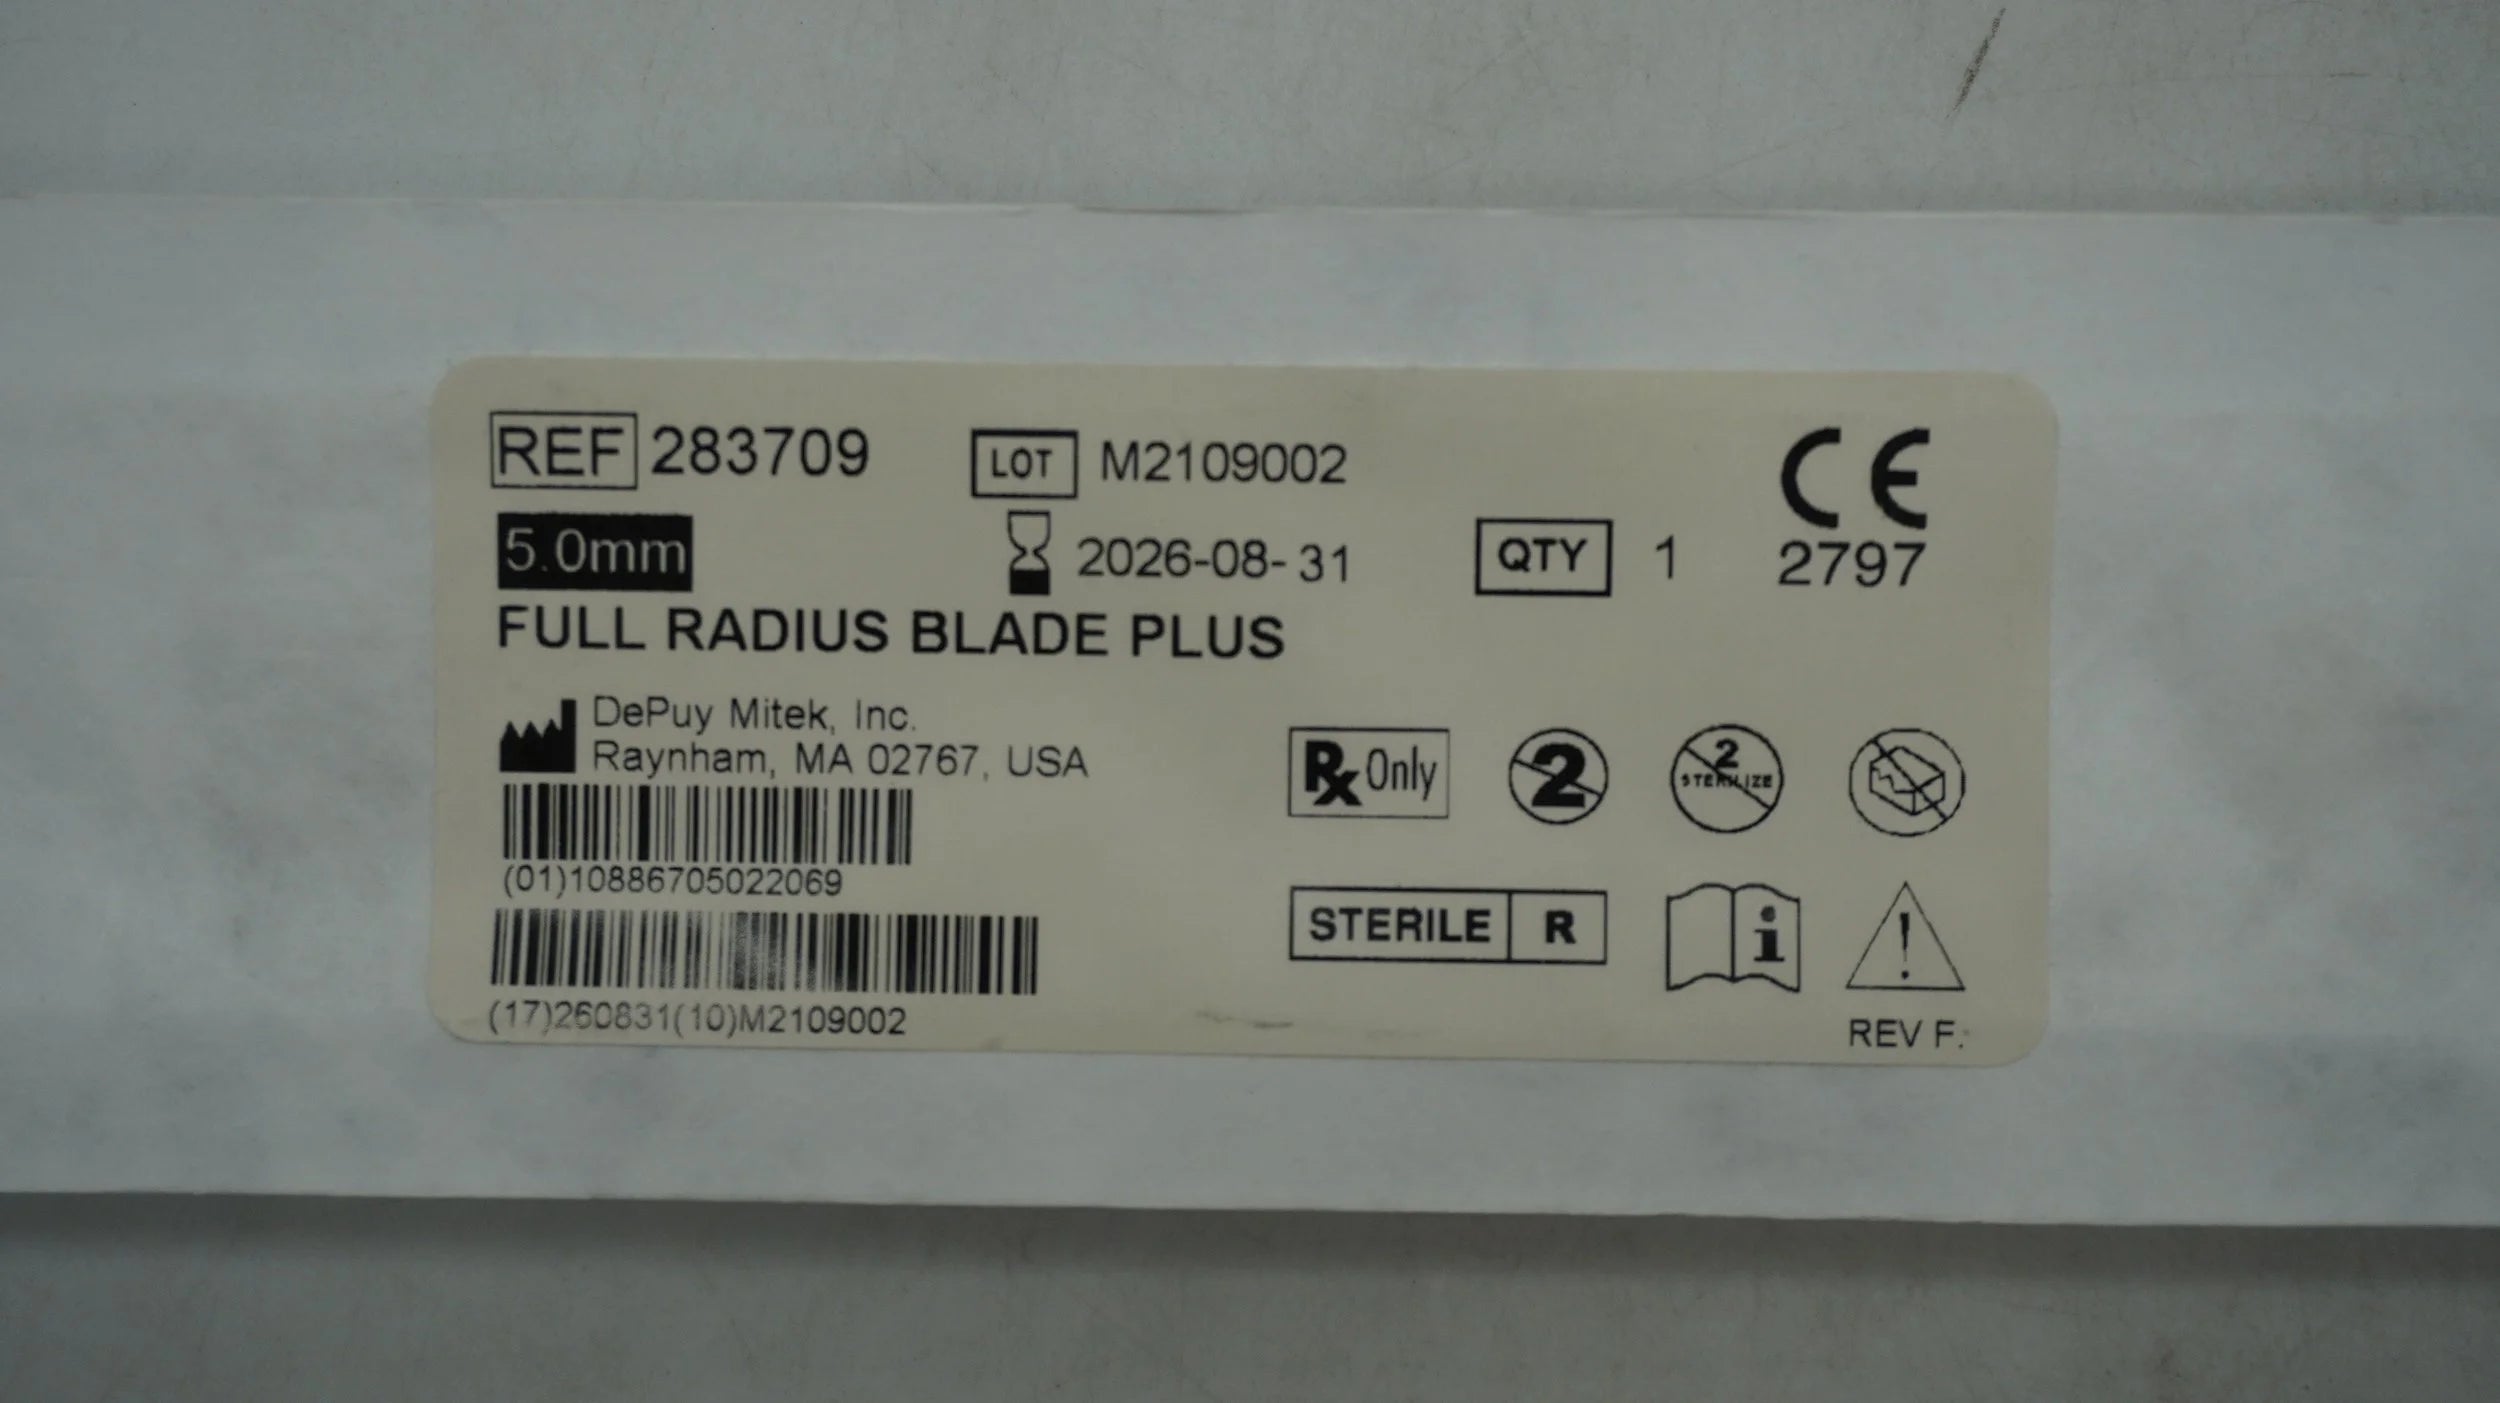 REF 283709
LOT M2109002
CE
5.0mm
2026-08-31
QTY 1
2797
FULL RADIUS BLADE PLUS
DePuy Mitek, Inc.
Raynham, MA 02767, USA
Rx Only
2
2
STERILIZE
(01)10886705022069
STERILE R
i
!
(17)260831(10)M2109002
REV F: